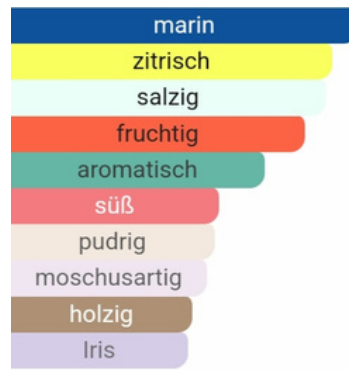 marin
zitrisch
salzig
fruchtig
aromatisch
süß
pudrig
moschusartig
holzig
Iris